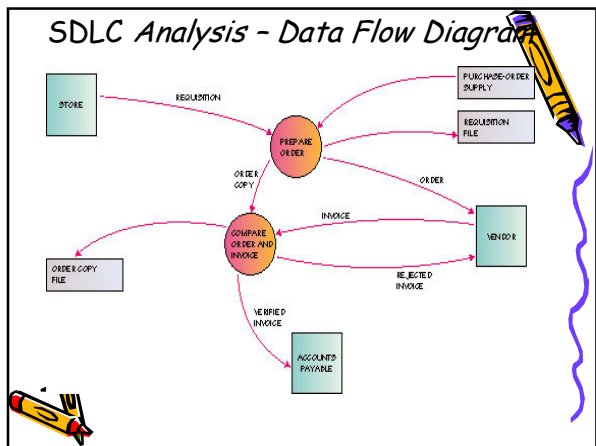 SDLC Analysis – Data Flow Diagram
PURCHASE-ORDER
SUPPLY
STORE
REQUISITION
REQUISITION
FILE
PREPARE
ORDER
ORDER
COPY
ORDER
INVOICE
COMPARE
ORDER AND
INVOICE
VENDOR
ORDER COPY
FILE
REJECTED
INVOICE
VERIFIED
INVOICE
ACCOUNTS
PAYABLE